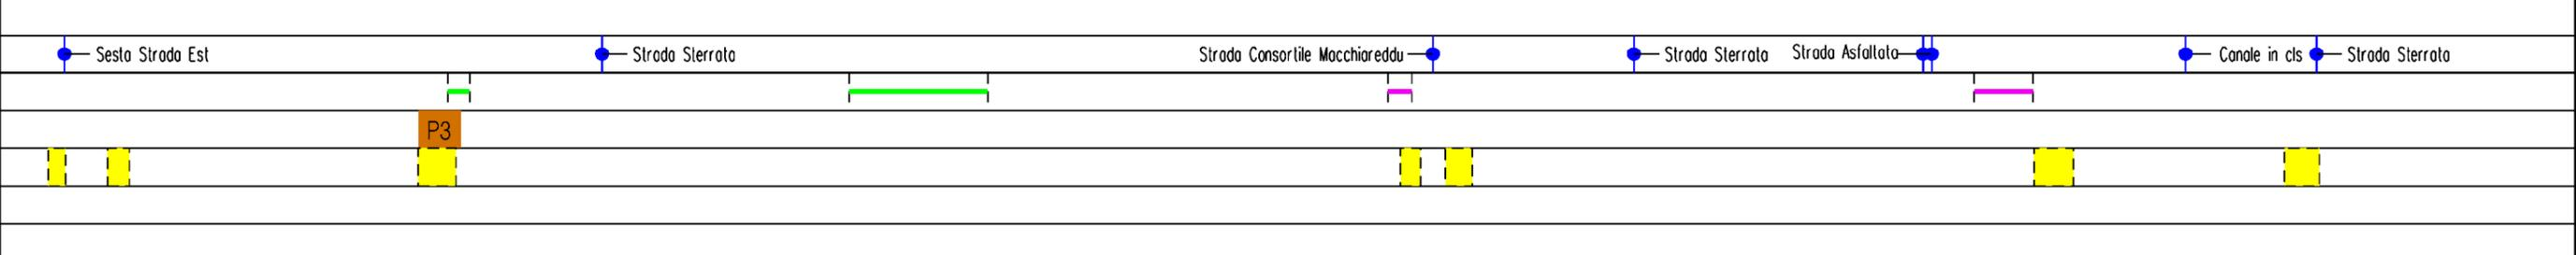 Sesta Strada Est
Strada Sterrata
Strada Consortile Macchiareddu
Strada Sterrata
Strada Asfaltata
Canale in cls
Strada Sterrata
P3